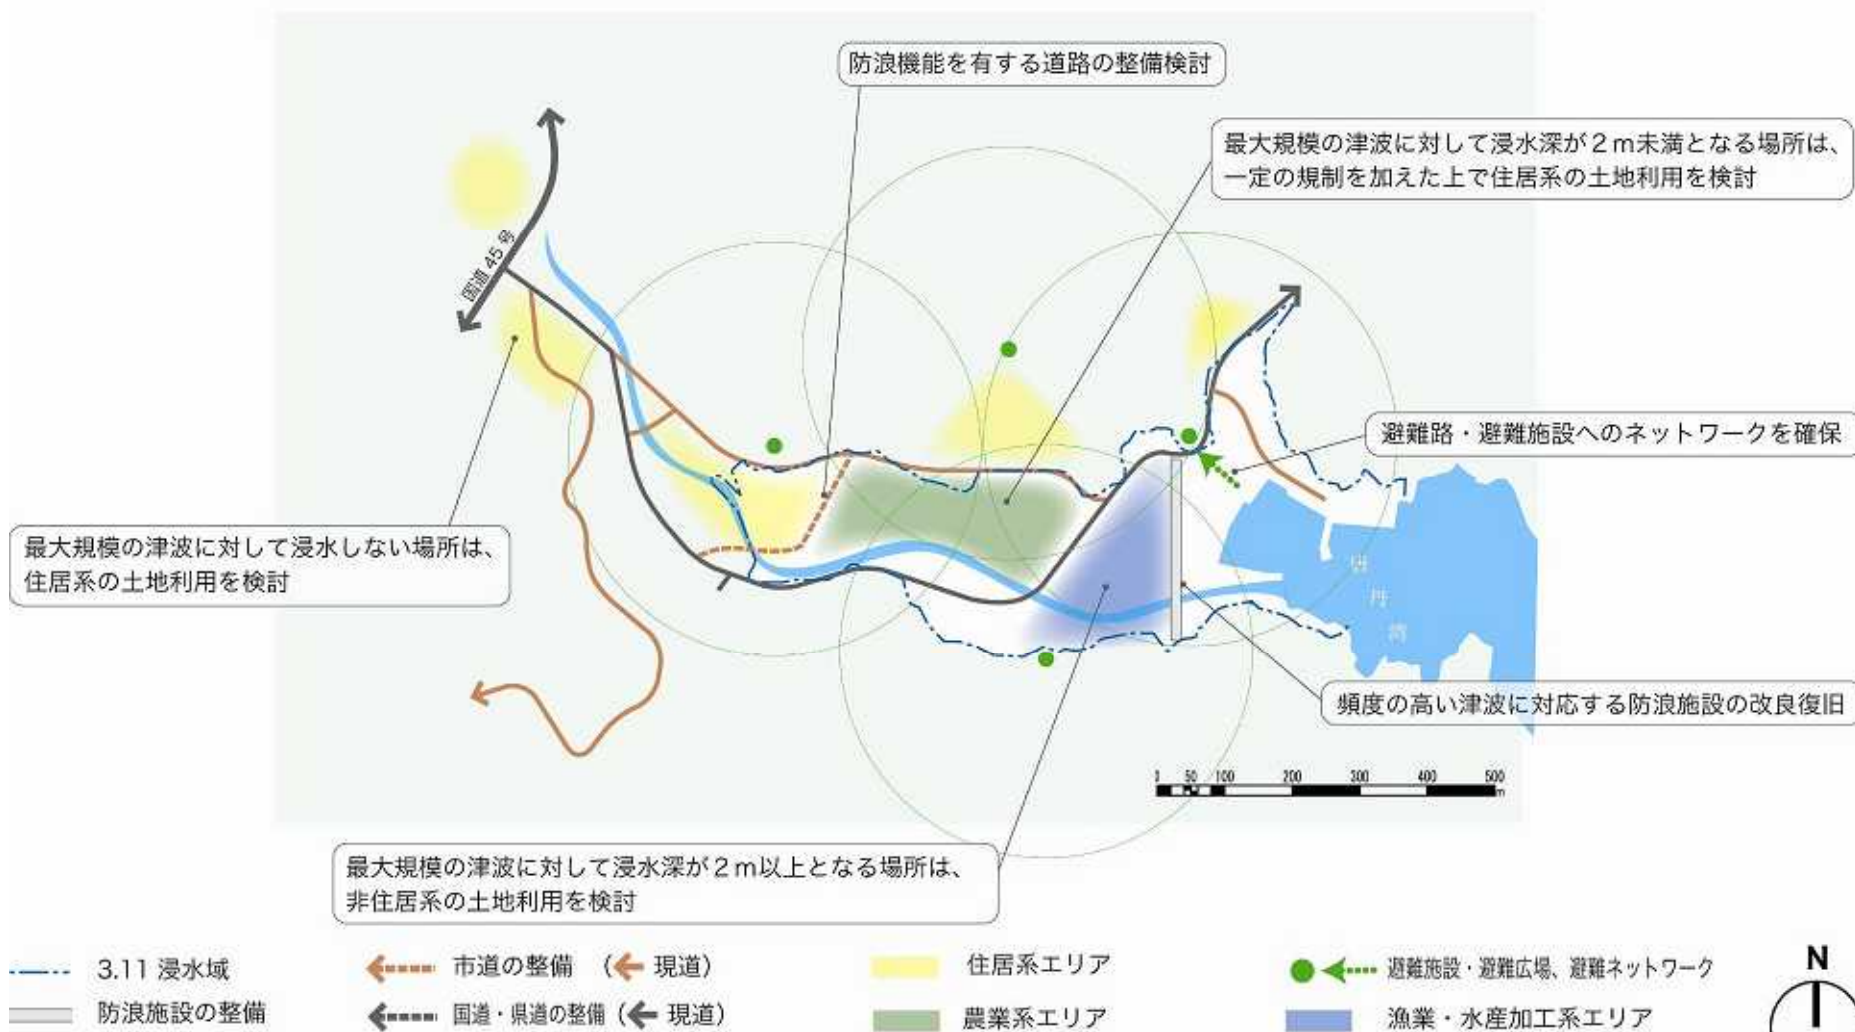 防浪機能を有する道路の整備検討
最大規模の津波に対して浸水深が2m未満となる場所は、
一定の規制を加えた上で住居系の土地利用を検討
国道45号
避難路・避難施設へのネットワークを確保
最大規模の津波に対して浸水しない場所は、
住居系の土地利用を検討
唐丹湾
頻度の高い津波に対応する防浪施設の改良復旧
0 50 100 200 300 400 500
m
最大規模の津波に対して浸水深が2m以上となる場所は、
非住居系の土地利用を検討
3.11 浸水域
市道の整備 （ 現道）
住居系エリア
避難施設・避難広場、避難ネットワーク
N
防浪施設の整備
国道・県道の整備（ 現道）
農業系エリア
漁業・水産加工系エリア